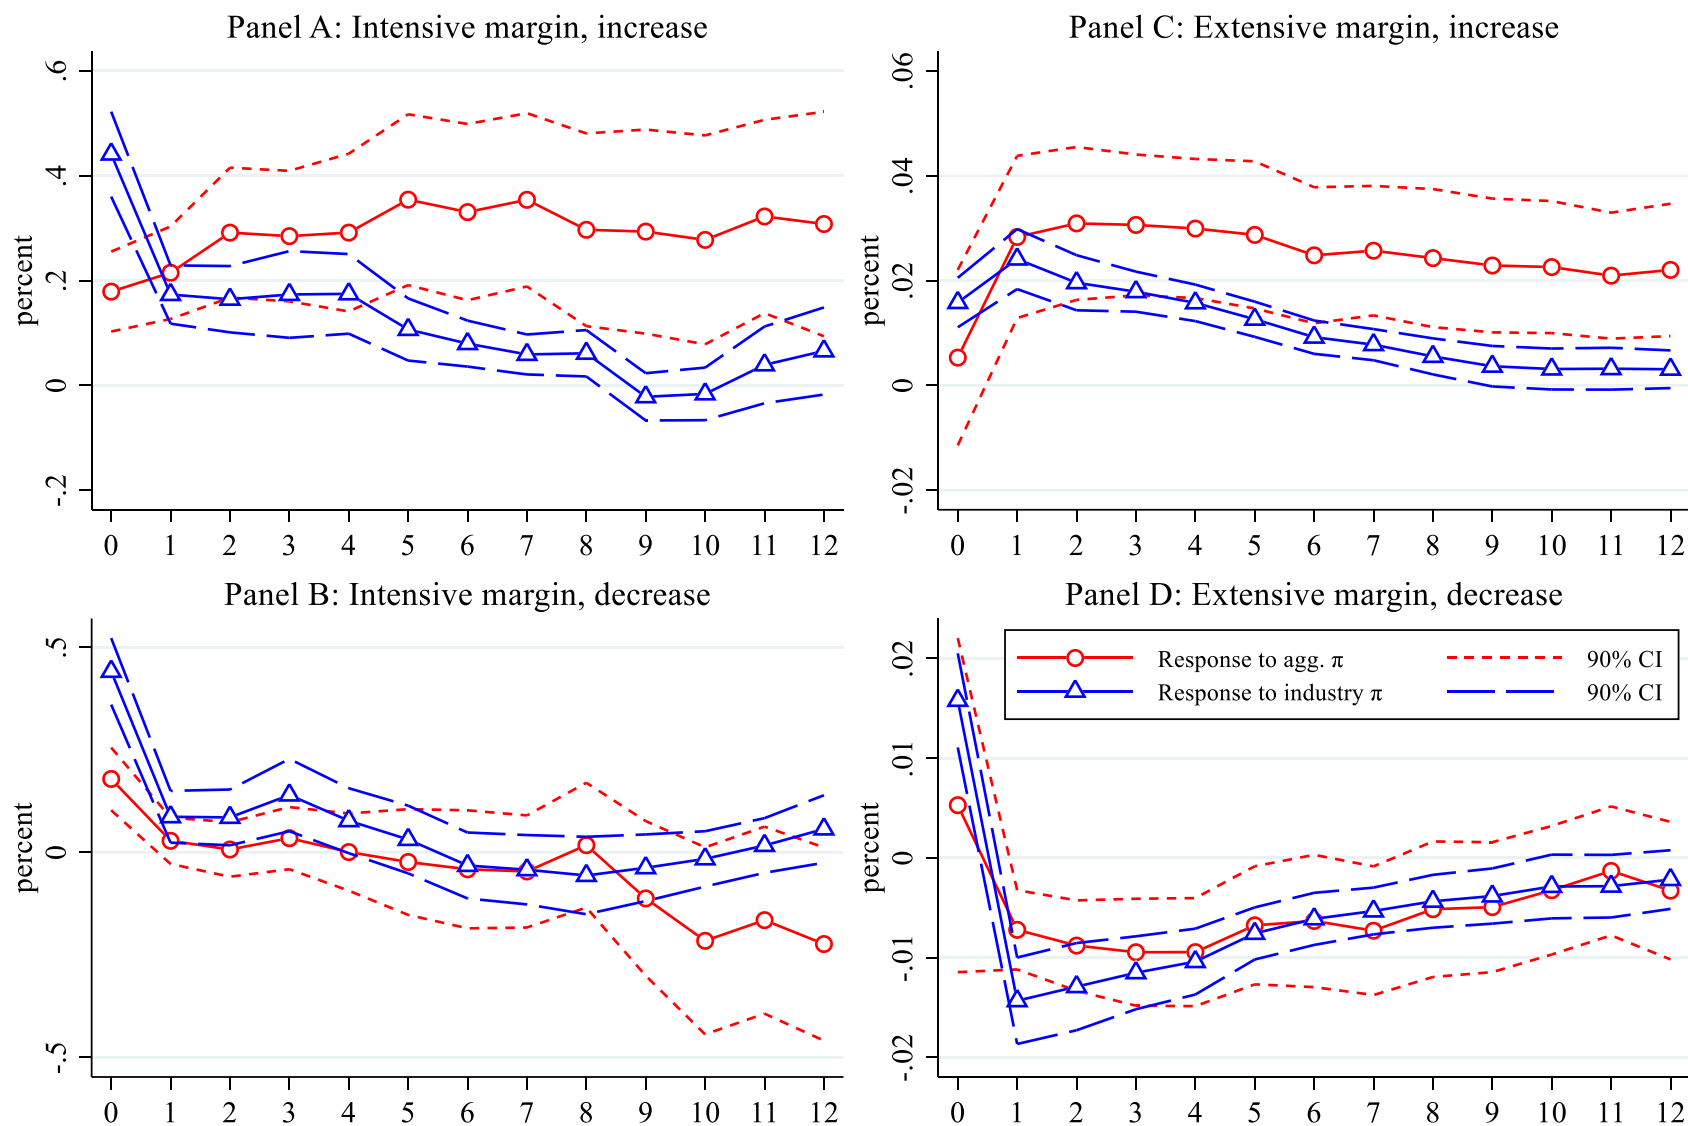 Panel A: Intensive margin, increase
percent
.6
.4
.2
0
-.2
0 1 2 3 4 5 6 7 8 9 10 11 12
Panel C: Extensive margin, increase
percent
.06
.04
.02
0
-.02
0 1 2 3 4 5 6 7 8 9 10 11 12
Panel B: Intensive margin, decrease
percent
.5
0
-.5
0 1 2 3 4 5 6 7 8 9 10 11 12
Panel D: Extensive margin, decrease
Response to agg. π 90% CI
Response to industry π 90% CI
percent
.02
.01
0
-.01
-.02
0 1 2 3 4 5 6 7 8 9 10 11 12